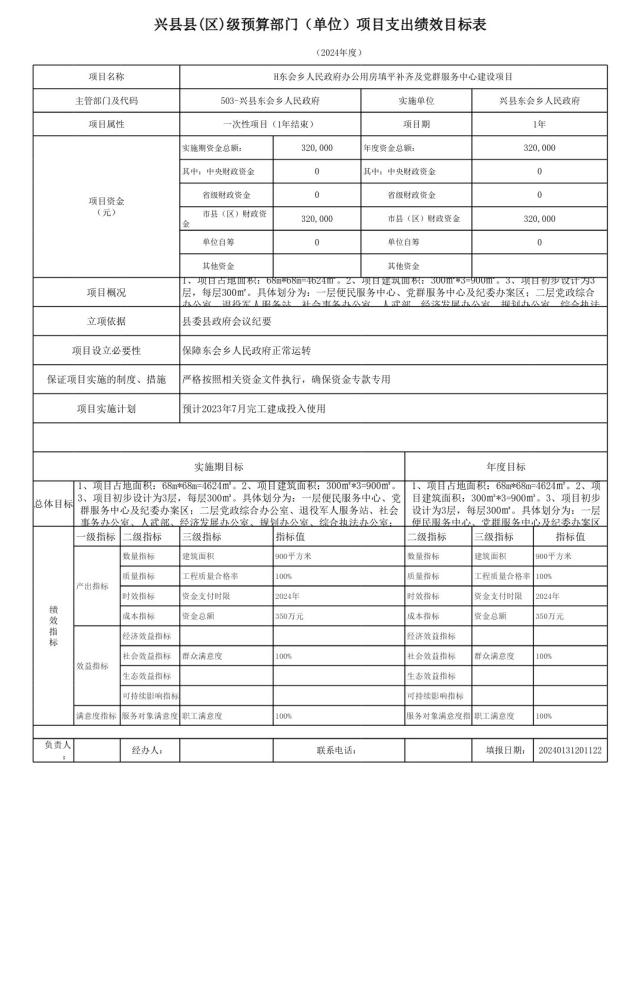 兴县县(区)级预算部门（单位）项目支出绩效目标表
（2024年度）
项目名称 H东会乡人民政府办公用房填平补齐及党群服务中心建设项目
主管部门及代码 503-兴县东会乡人民政府 实施单位 兴县东会乡人民政府
项目属性 一次性项目（1年结束） 项目期 1年
项目资金（元） 实施期资金总额: 320,000 年度资金总额: 320,000
其中: 中央财政资金 0 其中: 中央财政资金 0
省级财政资金 0 省级财政资金 0
市县（区）财政资金 320,000 市县（区）财政资金 320,000
单位自筹 0 单位自筹 0
其他资金 其他资金
项目概况 1、项目占地面积: 68m*68m=4624㎡。2、项目建筑面积: 300㎡*3=900㎡。3、项目初步设计为3
层，每层300㎡。具体划分为: 一层便民服务中心、党群服务中心及纪委办案区；二层党政综合
办公室、退役军人服务站、社会事务办公室、人武部、经济发展办公室、规划办公室、综合执法
立项依据 县委县政府会议纪要
项目设立必要性 保障东会乡人民政府正常运转
保证项目实施的制度、措施 严格按照相关资金文件执行，确保资金专款专用
项目实施计划 预计2023年7月完工建成投入使用
实施期目标 年度目标
总体目标
1、项目占地面积: 68m*68m=4624㎡。2、项目建筑面积: 300㎡*3=900㎡。
3、项目初步设计为3层，每层300㎡。具体划分为: 一层便民服务中心、党
群服务中心及纪委办案区；二层党政综合办公室、退役军人服务站、社会
事务办公室、人武部、经济发展办公室、规划办公室、综合执法办公室；
1、项目占地面积: 68m*68m=4624㎡。2、项
目建筑面积: 300㎡*3=900㎡。3、项目初步
设计为3层，每层300㎡。具体划分为: 一层
便民服务中心、党群服务中心及纪委办案区
绩效指标
一级指标 二级指标 三级指标 指标值 二级指标 三级指标 指标值
产出指标 数量指标 建筑面积 900平方米 数量指标 建筑面积 900平方米
质量指标 工程质量合格率 100% 质量指标 工程质量合格率 100%
时效指标 资金支付时限 2024年 时效指标 资金支付时限 2024年
成本指标 资金总额 350万元 成本指标 资金总额 350万元
效益指标 经济效益指标 经济效益指标
社会效益指标 群众满意度 100% 社会效益指标 群众满意度 100%
生态效益指标 生态效益指标
可持续影响指标 可持续影响指标
满意度指标 服务对象满意度 职工满意度 100% 服务对象满意度指 职工满意度 100%
负责人: 经办人: 联系电话: 填报日期: 20240131201122